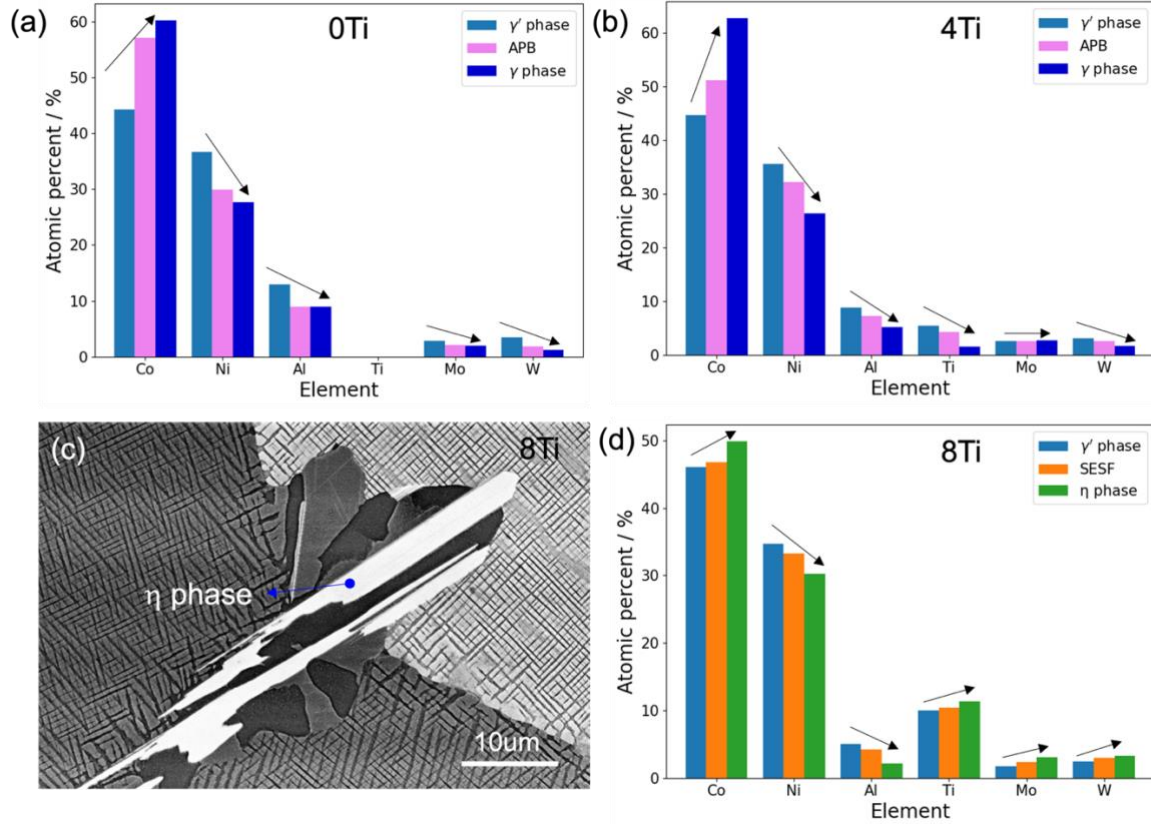 (a)
0Ti
γ′ phase
APB
γ phase
Atomic percent / %
60
50
40
30
20
10
0
Co Ni Al Ti Mo W
Element
(b)
4Ti
γ′ phase
APB
γ phase
Atomic percent / %
60
50
40
30
20
10
0
Co Ni Al Ti Mo W
Element
(c)
8Ti
η phase
10um
(d)
8Ti
γ′ phase
SESF
η phase
Atomic percent / %
50
40
30
20
10
0
Co Ni Al Ti Mo W
Element